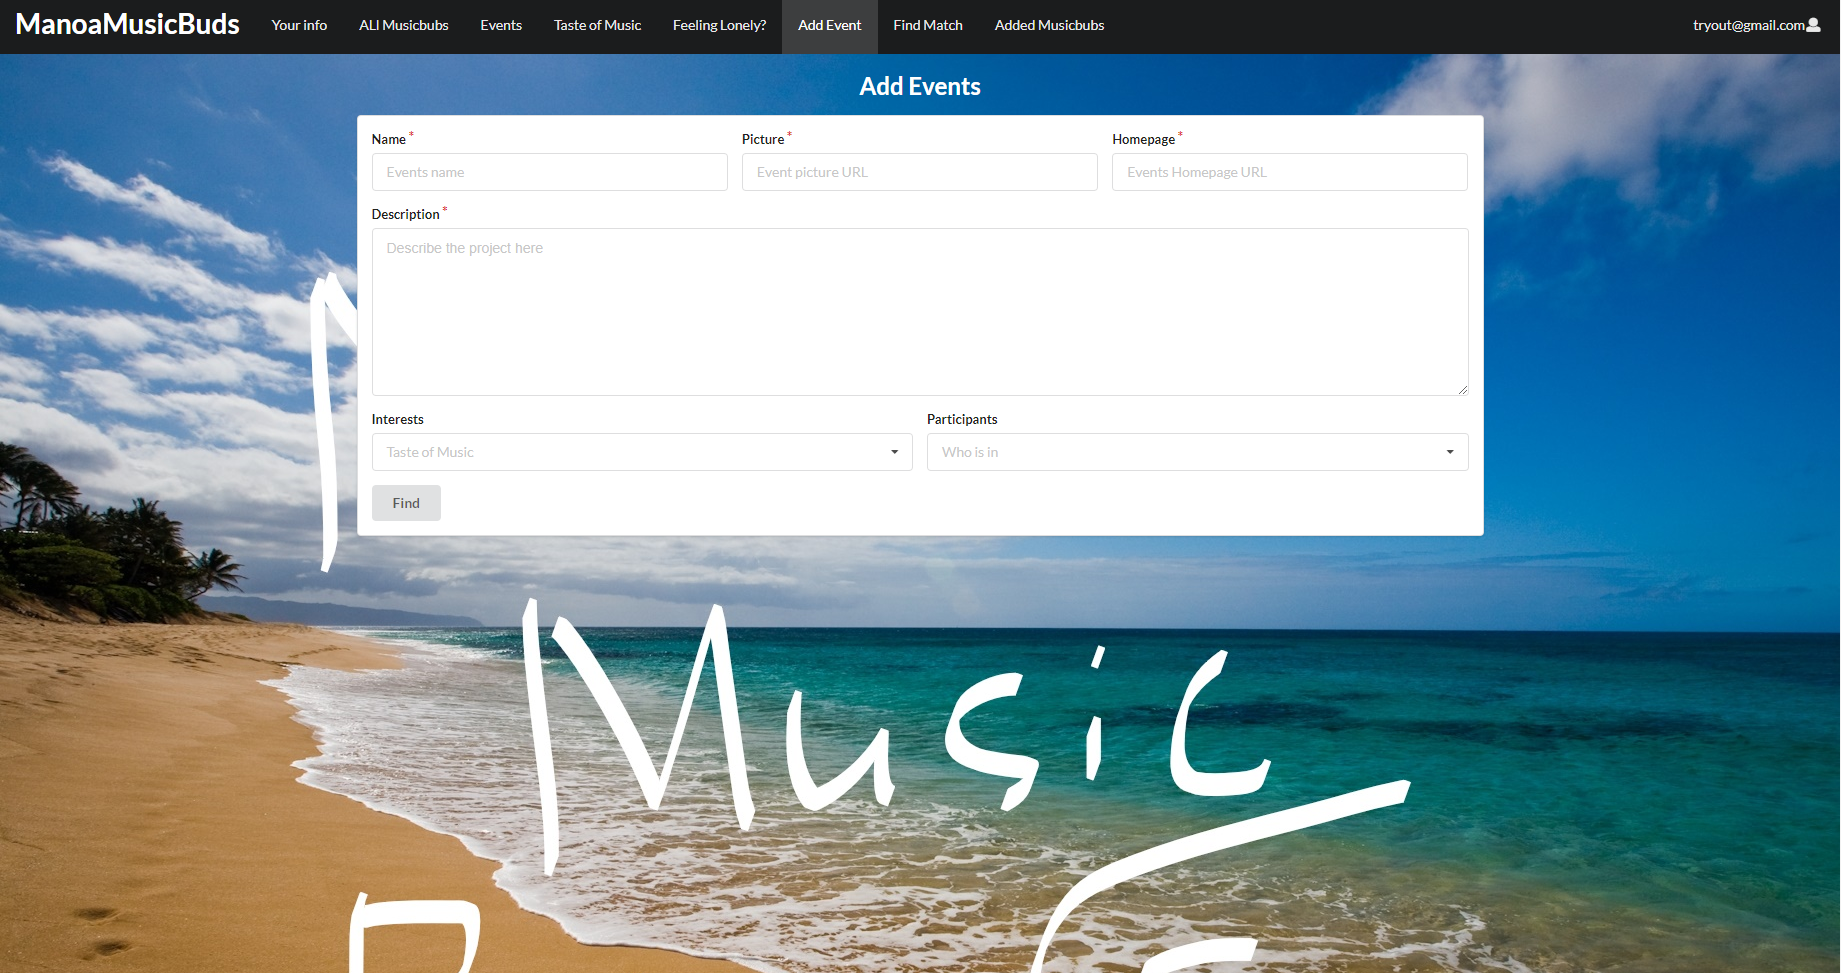 ManoaMusicBuds Your info ALl Musicbubs Events Taste of Music Feeling Lonely? Add Event Find Match Added Musicbubs tryout@gmail.com
Add Events
Name * Picture * Homepage *
Events name Event picture URL Events Homepage URL
Description *
Describe the project here
Interests Participants
Taste of Music Who is in
Find
Music